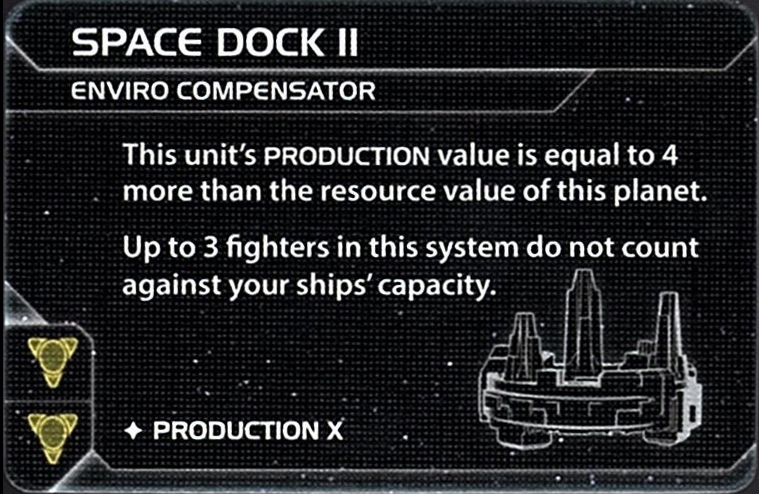 SPACE DOCK II
ENVIRO COMPENSATOR
This unit's PRODUCTION value is equal to 4
more than the resource value of this planet.
Up to 3 fighters in this system do not count
against your ships' capacity.
✦ PRODUCTION X